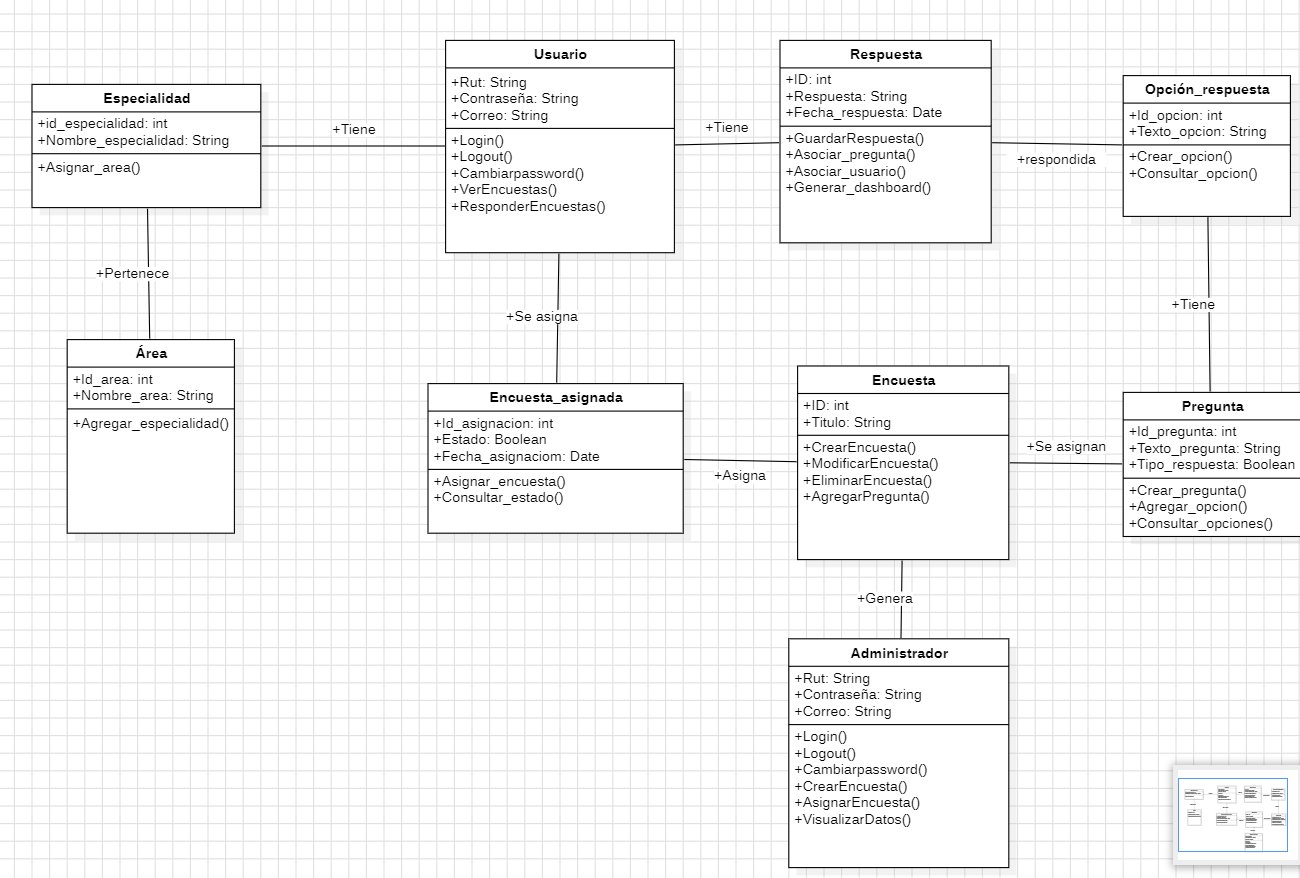 Especialidad
+id_especialidad: int
+Nombre_especialidad: String
+Asignar_area()
+Tiene
Usuario
+Rut: String
+Contraseña: String
+Correo: String
+Login()
+Logout()
+Cambiarpassword()
+VerEncuestas()
+ResponderEncuestas()
+Tiene
Respuesta
+ID: int
+Respuesta: String
+Fecha_respuesta: Date
+GuardarRespuesta()
+Asociar_pregunta()
+Asociar_usuario()
+Generar_dashboard()
+respondida
Opción_respuesta
+Id_opcion: int
+Texto_opcion: String
+Crear_opcion()
+Consultar_opcion()
+Pertenece
+Se asigna
+Tiene
Área
+Id_area: int
+Nombre_area: String
+Agregar_especialidad()
Encuesta_asignada
+Id_asignacion: int
+Estado: Boolean
+Fecha_asignaciom: Date
+Asignar_encuesta()
+Consultar_estado()
+Asigna
Encuesta
+ID: int
+Titulo: String
+CrearEncuesta()
+ModificarEncuesta()
+EliminarEncuesta()
+AgregarPregunta()
+Se asignan
Pregunta
+Id_pregunta: int
+Texto_pregunta: String
+Tipo_respuesta: Boolean
+Crear_pregunta()
+Agregar_opcion()
+Consultar_opciones()
+Genera
Administrador
+Rut: String
+Contraseña: String
+Correo: String
+Login()
+Logout()
+Cambiarpassword()
+CrearEncuesta()
+AsignarEncuesta()
+VisualizarDatos()